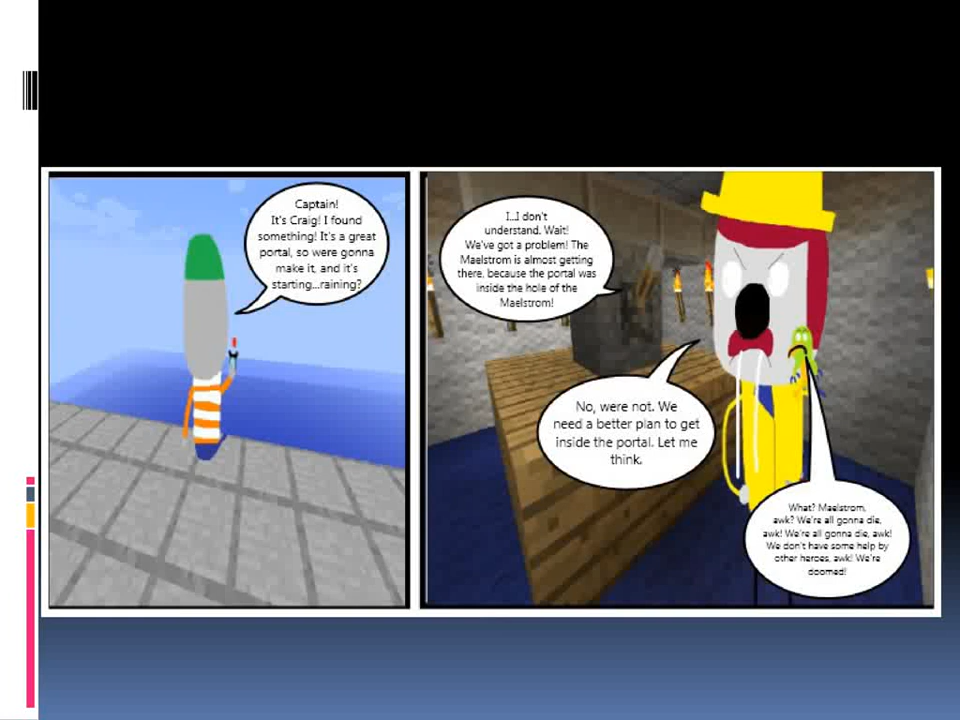 Captain!
It's Craig! I found
something! It's a great
portal, so were gonna
make it, and it's
starting...raining?
I...I don't
understand. Wait!
We've got a problem! The
Maelstrom is almost getting
there, because the portal was
inside the hole of the
Maelstrom!
No, were not. We
need a better plan to get
inside the portal. Let me
think.
What? Maelstrom,
awk? We're all gonna die,
awk! We're all gonna die, awk!
We don't have some help by
other heroes, awk! We're
doomed!